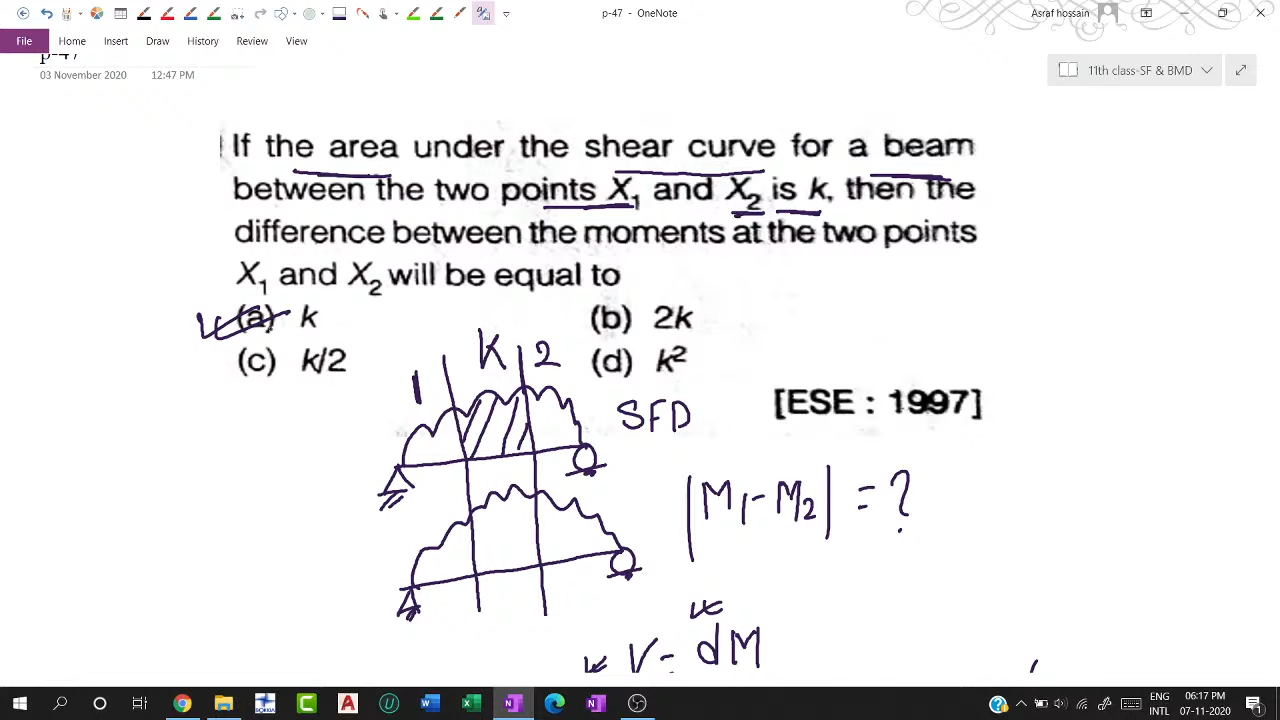 p-47 - OneNote
Asraf hossain
File Home Insert Draw History Review View
p-47
03 November 2020 12:47 PM
11th class-SF & BMD
If the area under the shear curve for a beam
between the two points X₁ and X₂ is k, then the
difference between the moments at the two points
X₁ and X₂ will be equal to
(a) k (b) 2k
(c) k/2 (d) k²
[ESE : 1997]
1 K 2
SFD
|M₁-M₂| = ?
V = dM
ENG 06:17 PM
INTL 07-11-2020